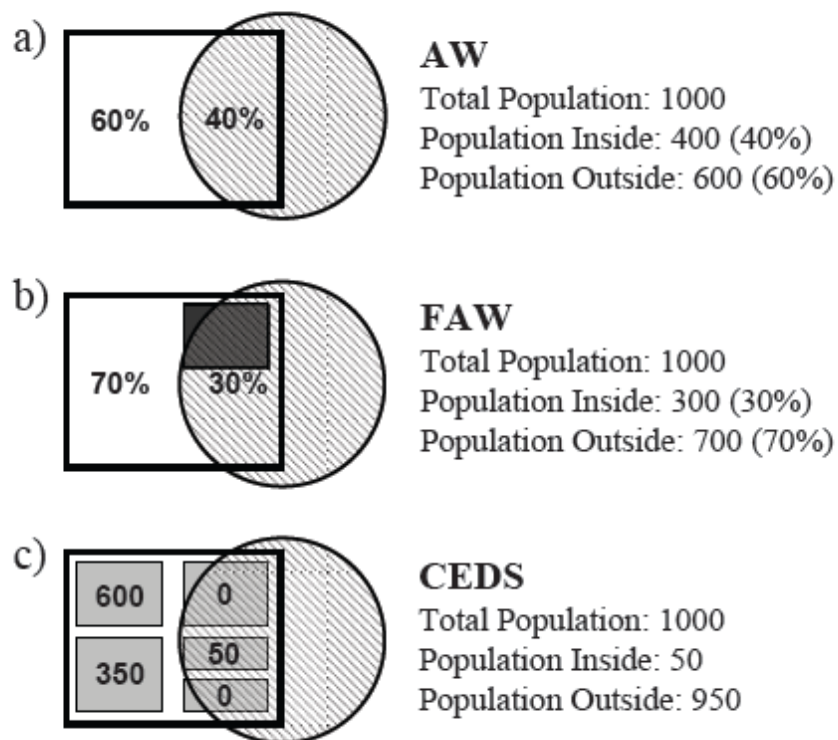 a)
60%
40%
AW
Total Population: 1000
Population Inside: 400 (40%)
Population Outside: 600 (60%)
b)
70%
30%
FAW
Total Population: 1000
Population Inside: 300 (30%)
Population Outside: 700 (70%)
c)
600
0
350
50
0
CEDS
Total Population: 1000
Population Inside: 50
Population Outside: 950